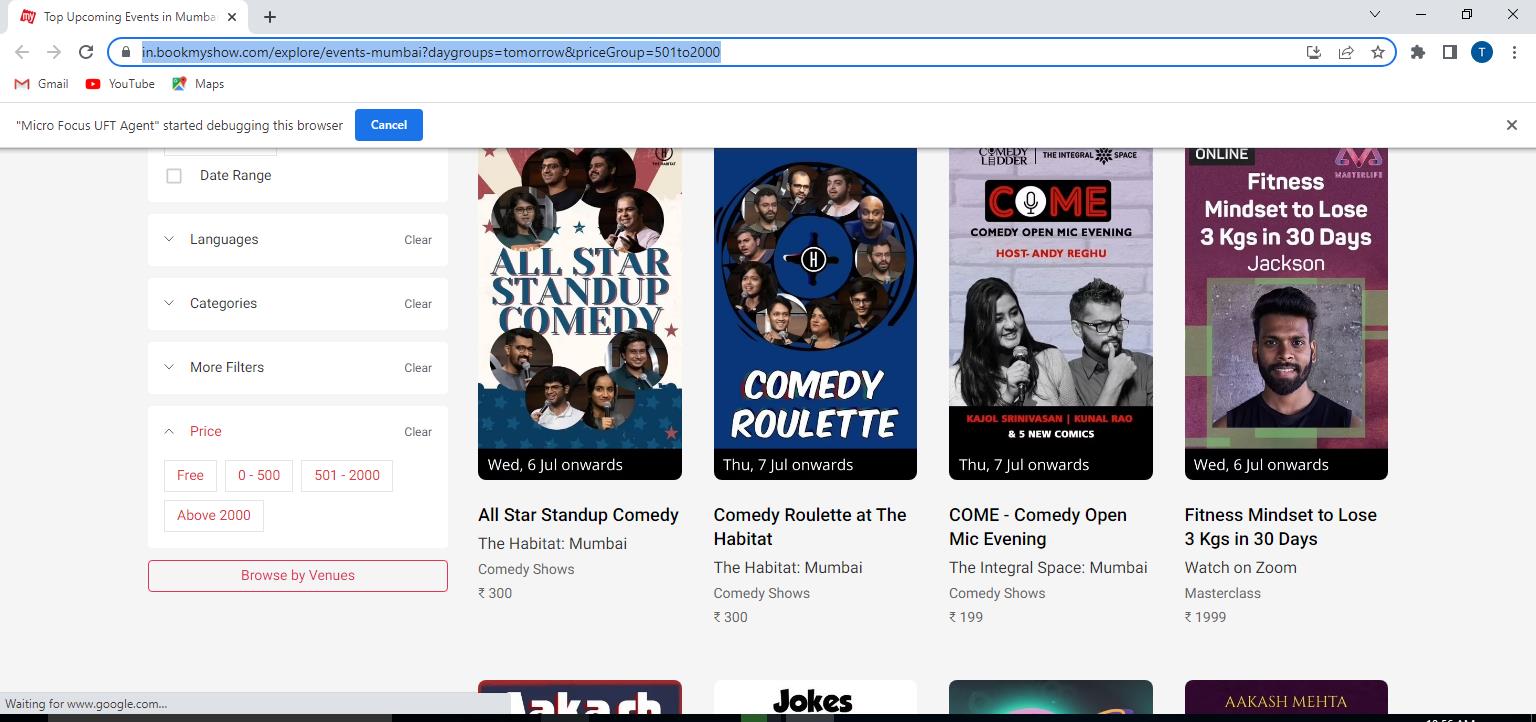 Top Upcoming Events in Mumba
in.bookmyshow.com/explore/events-mumbai?daygroups=tomorrow&priceGroup=501to2000
T
Gmail
YouTube
Maps
"Micro Focus UFT Agent" started debugging this browser
Cancel
Date Range
Languages
Clear
Categories
Clear
More Filters
Clear
Price
Clear
Free
0 - 500
501 - 2000
Above 2000
Browse by Venues
THE HABITAT
ALL STAR
STANDUP
COMEDY
Wed, 6 Jul onwards
All Star Standup Comedy
The Habitat: Mumbai
Comedy Shows
₹ 300
H
COMEDY
ROULETTE
Thu, 7 Jul onwards
Comedy Roulette at The
Habitat
The Habitat: Mumbai
Comedy Shows
₹ 300
COMEDY
LADDER
THE INTEGRAL SPACE
COME
COMEDY OPEN MIC EVENING
HOST- ANDY REGHU
KAJOL SRINIVASAN | KUNAL RAO
& 5 NEW COMICS
Thu, 7 Jul onwards
COME - Comedy Open
Mic Evening
The Integral Space: Mumbai
Comedy Shows
₹ 199
ONLINE
MASTERLIFE
Fitness
Mindset to Lose
3 Kgs in 30 Days
Jackson
Wed, 6 Jul onwards
Fitness Mindset to Lose
3 Kgs in 30 Days
Watch on Zoom
Masterclass
₹ 1999
Aakash
Jokes
AAKASH MEHTA
Waiting for www.google.com...